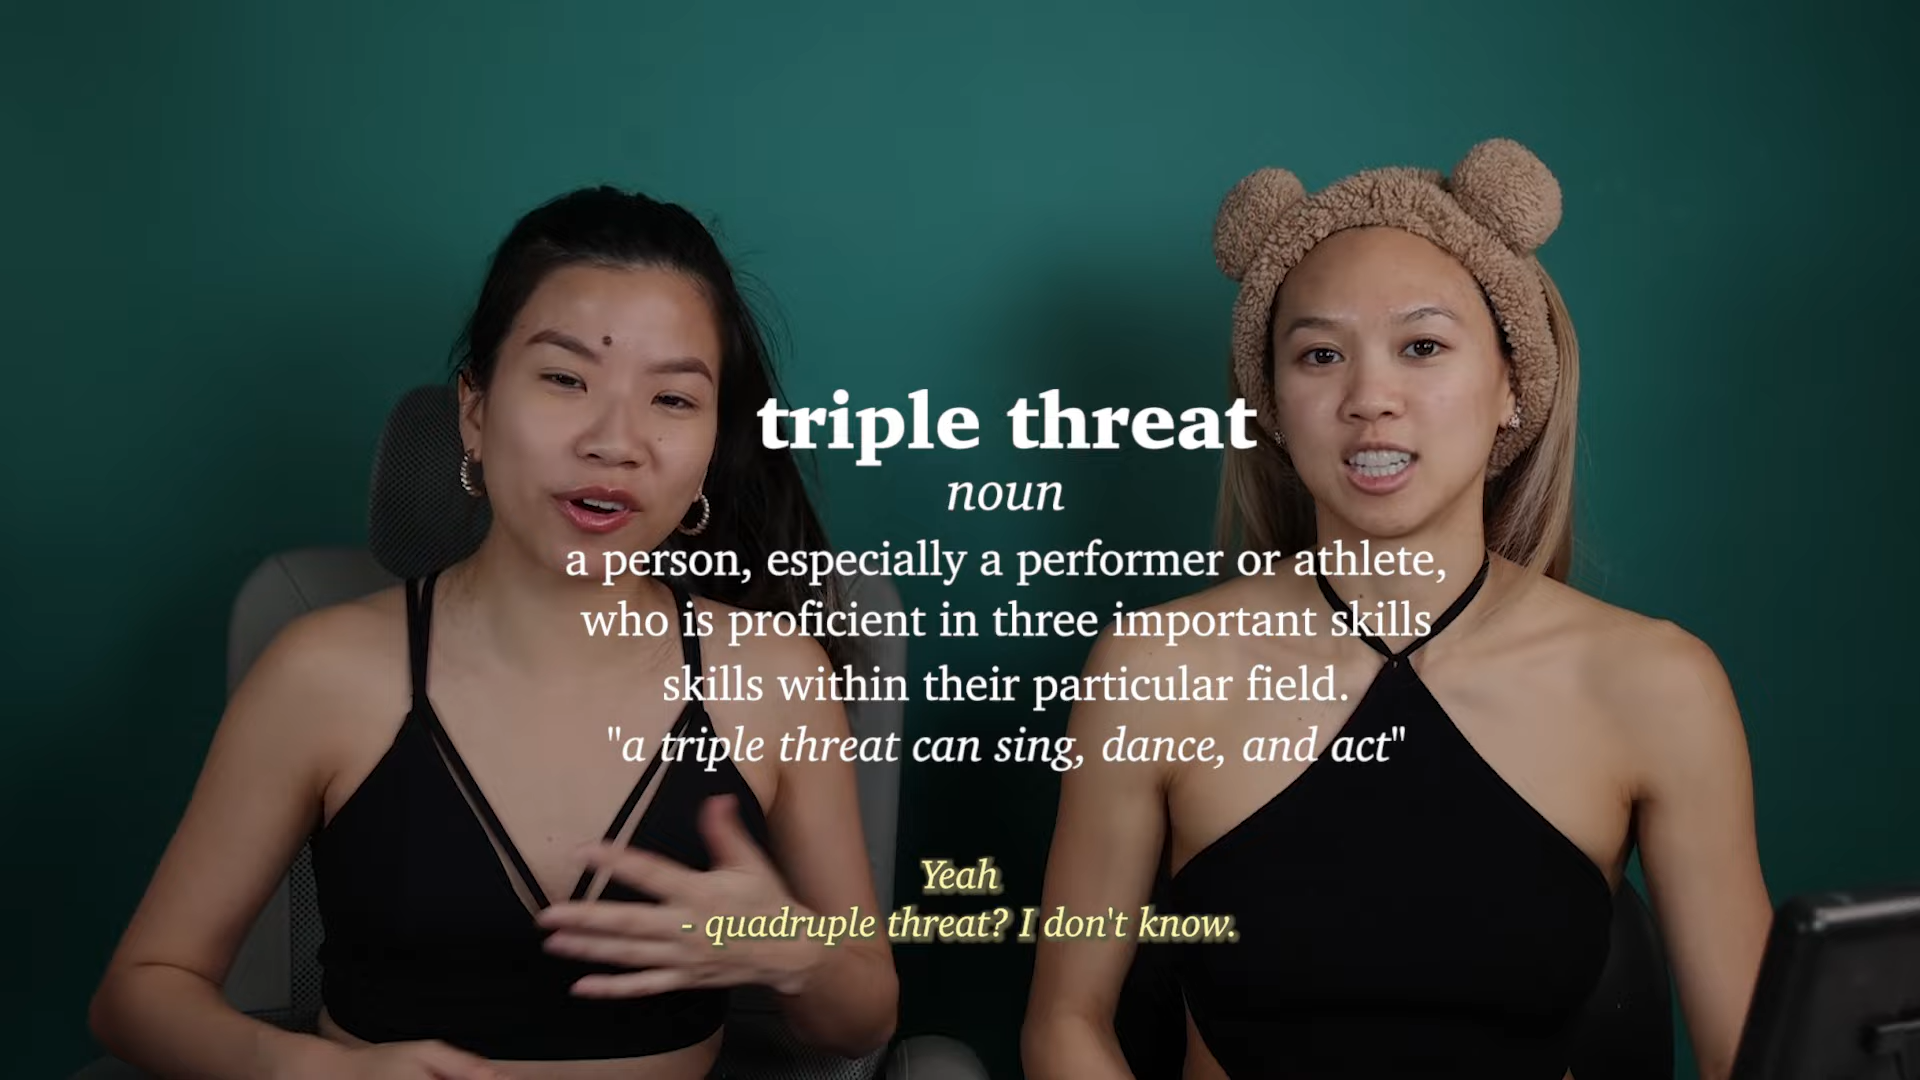 triple threat
noun
a person, especially a performer or athlete,
who is proficient in three important skills
skills within their particular field.
"a triple threat can sing, dance, and act"
Yeah
- quadruple threat? I don't know.